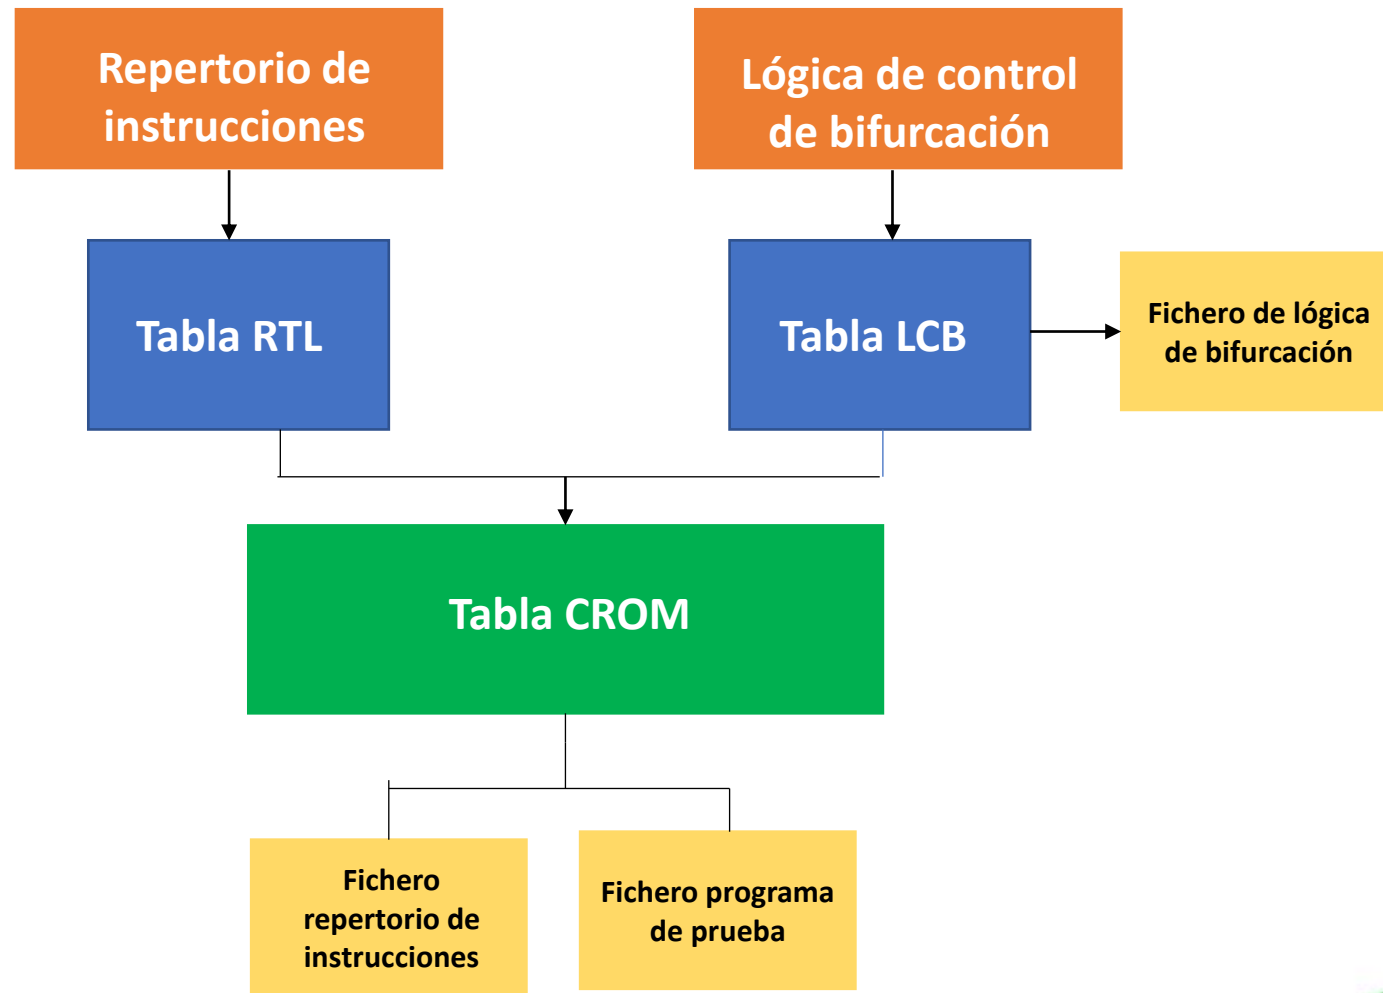 Repertorio de
instrucciones
Lógica de control
de bifurcación
Tabla RTL
Tabla LCB
Fichero de lógica
de bifurcación
Tabla CROM
Fichero
repertorio de
instrucciones
Fichero programa
de prueba